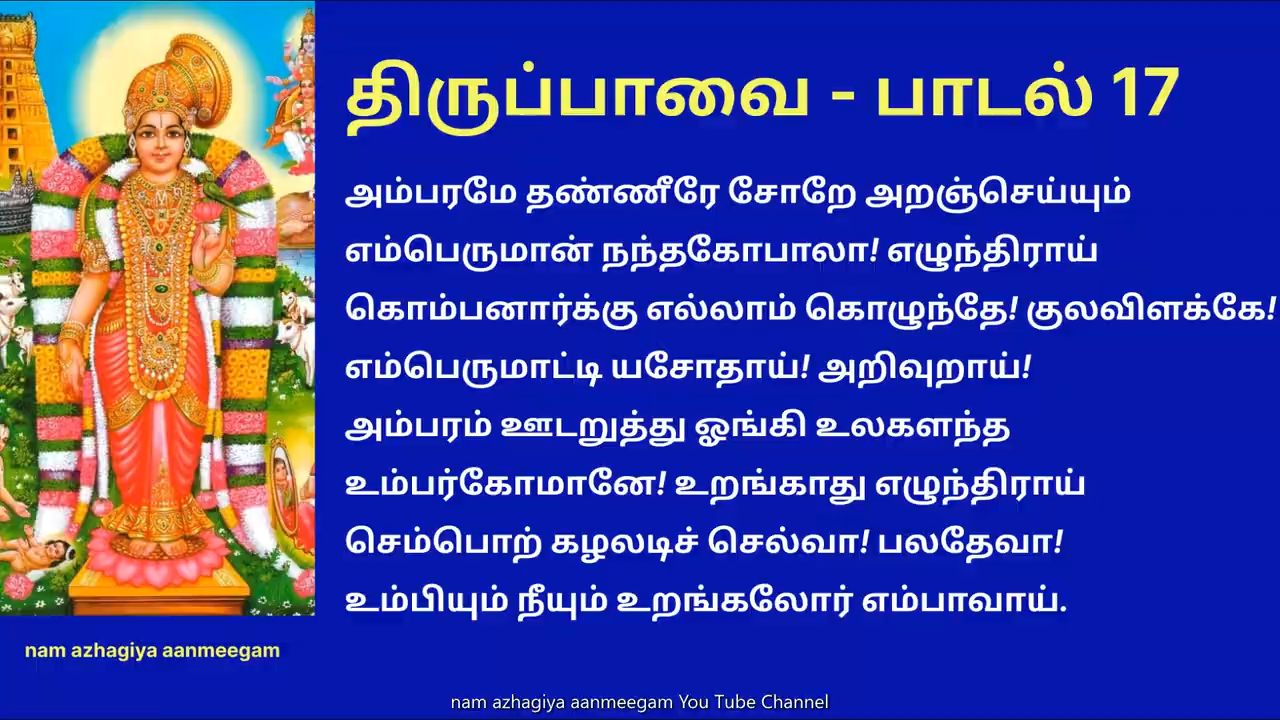 திருப்பாவை - பாடல் 17
அம்பரமே தண்ணீரே சோறே அறஞ்செய்யும்
எம்பெருமான் நந்தகோபாலா! எழுந்திராய்
கொம்பனார்க்கு எல்லாம் கொழுந்தே! குலவிளக்கே!
எம்பெருமாட்டி யசோதாய்! அறிவுறாய்!
அம்பரம் ஊடறுத்து ஓங்கி உலகளந்த
உம்பர்கோமானே! உறங்காது எழுந்திராய்
செம்பொற் கழலடிச் செல்வா! பலதேவா!
உம்பியும் நீயும் உறங்கலோர் எம்பாவாய்.
nam azhagiya aanmeegam
nam azhagiya aanmeegam You Tube Channel